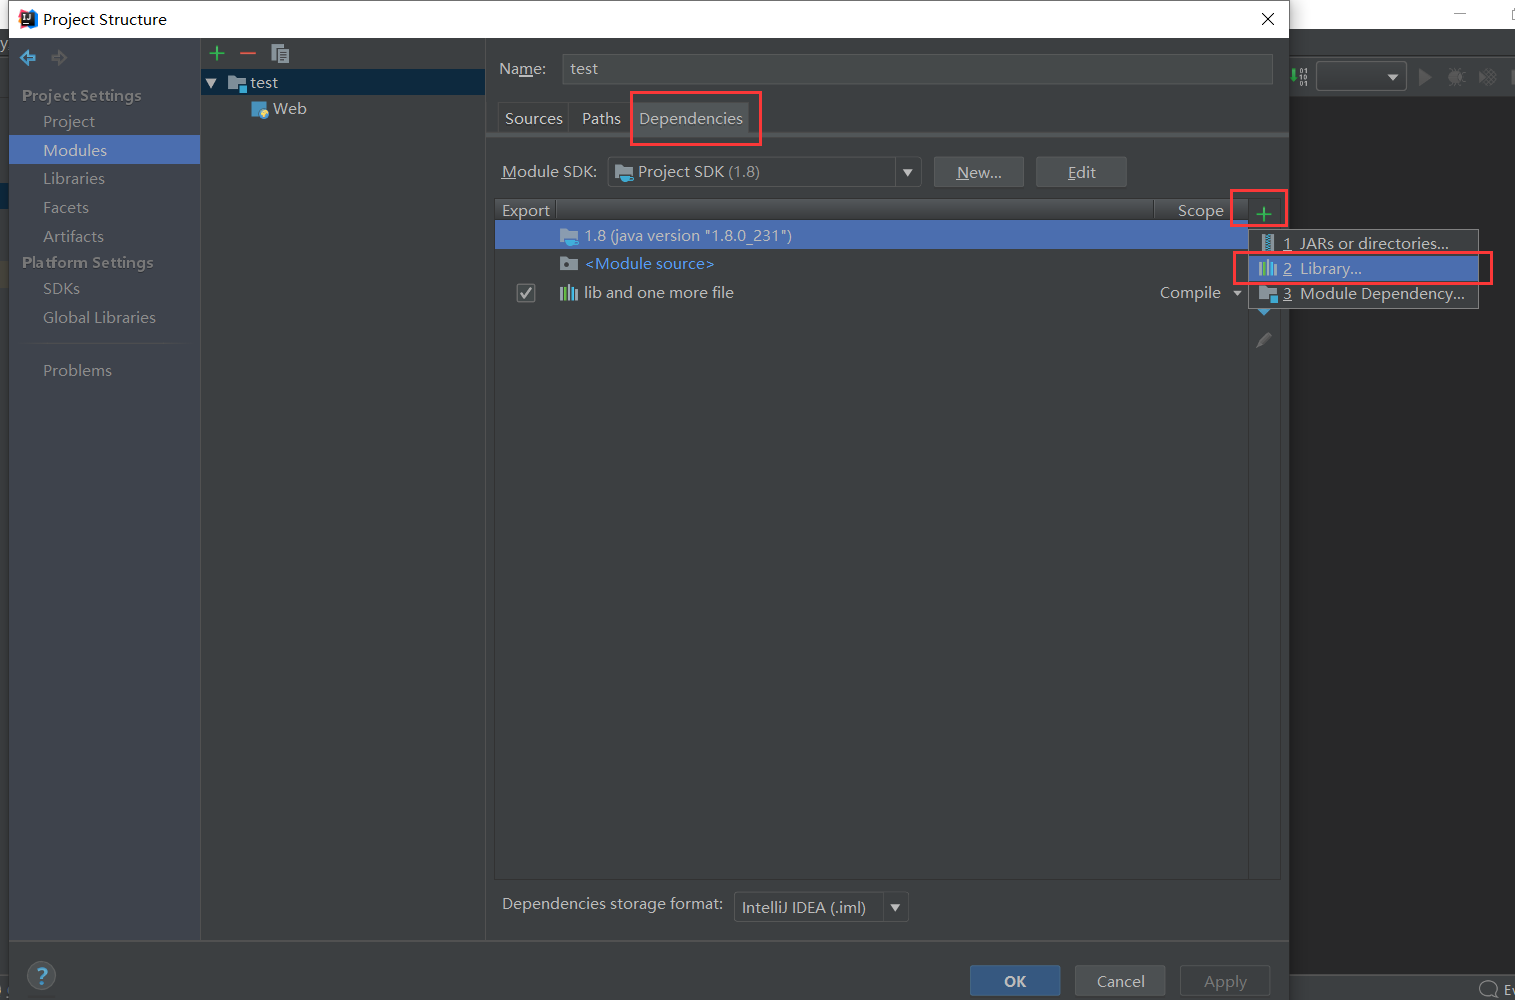 Project Structure
Project Settings
Project
Modules
Libraries
Facets
Artifacts
Platform Settings
SDKs
Global Libraries
Problems
test
Web
Name: test
Sources Paths Dependencies
Module SDK: Project SDK (1.8) New... Edit
Export Scope
1.8 (java version "1.8.0_231")
<Module source>
lib and one more file Compile
1 JARs or directories...
2 Library...
3 Module Dependency...
Dependencies storage format: IntelliJ IDEA (.iml)
? OK Cancel Apply